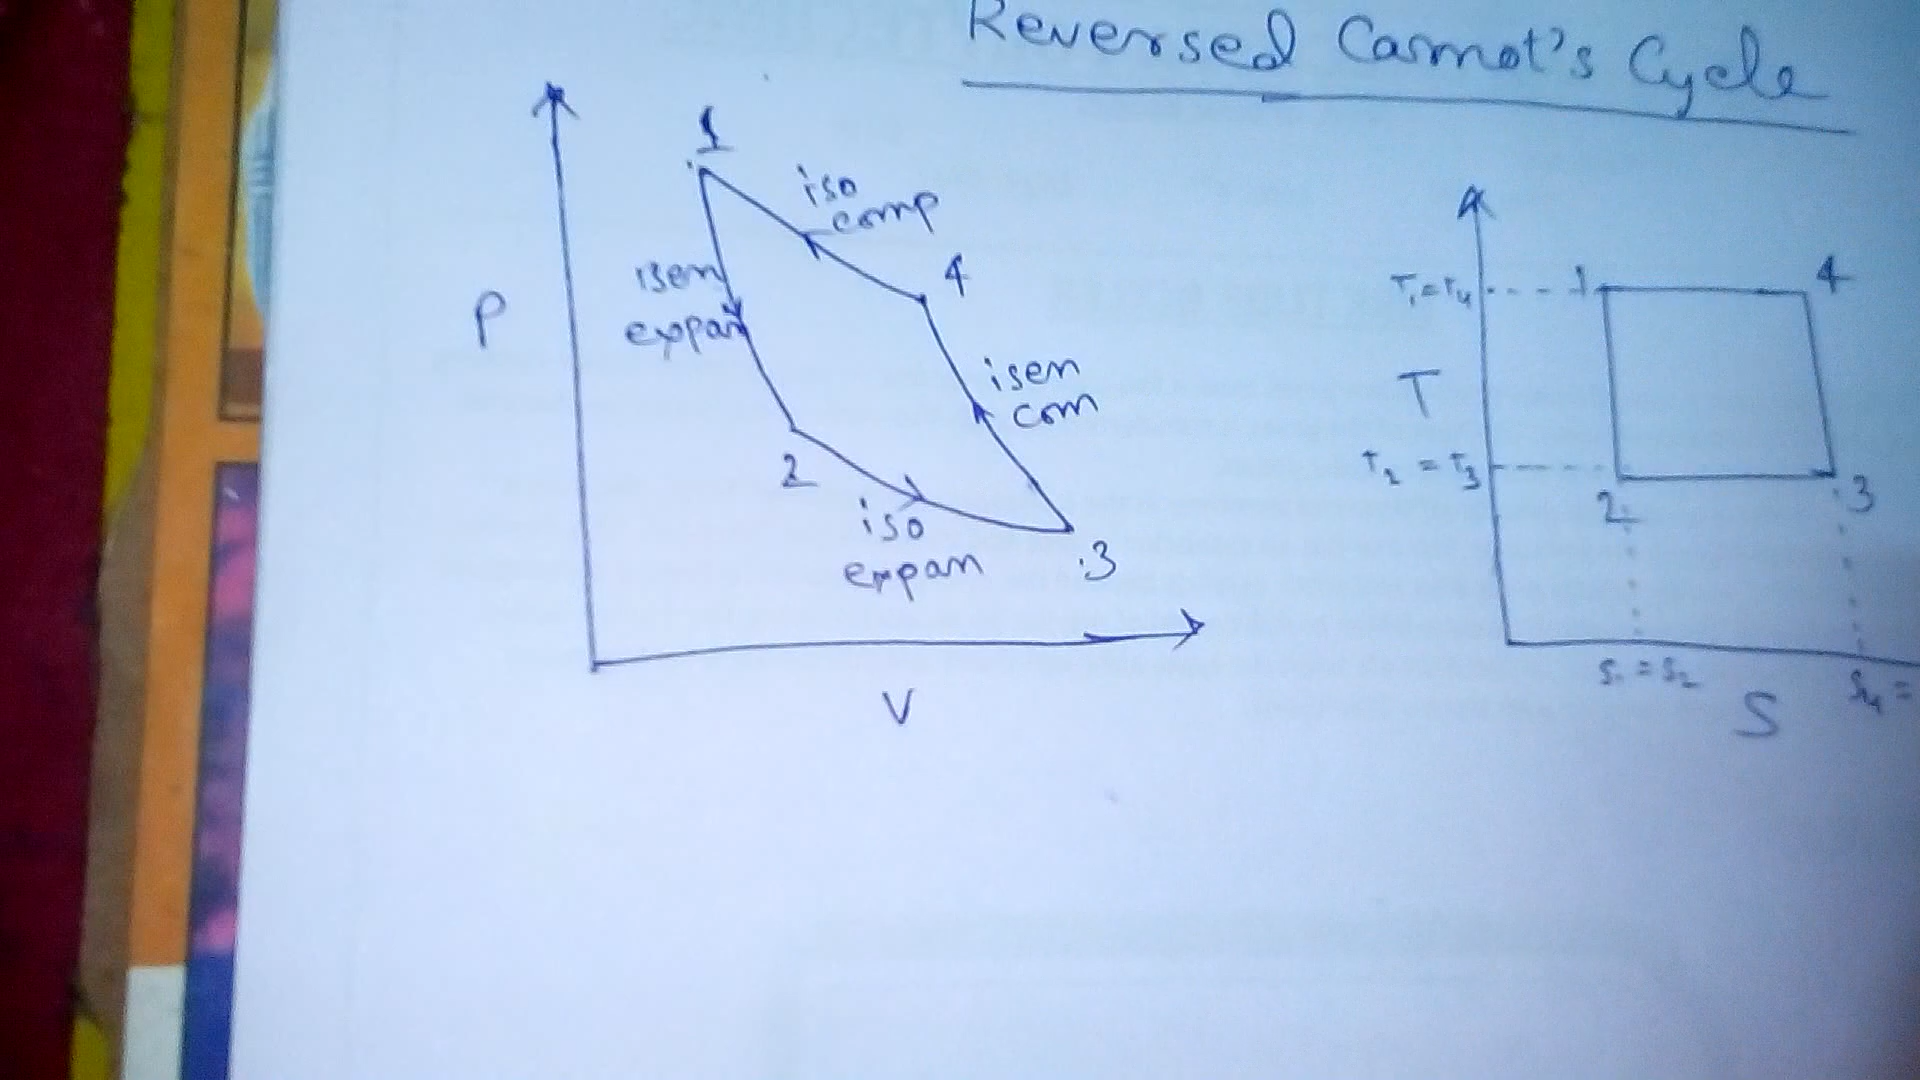 Reversed Carnot's Cycle
1
iso
comp
4
isen
expan
P
isen
com
2
iso
expan
.3
V
T₁=T₄
1
4
T
T₂ = T₃
2
.3
S₁ = S₂
S₄ =
S